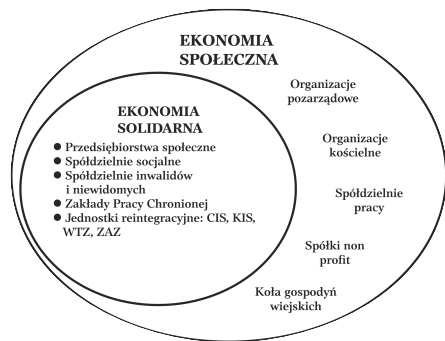 EKONOMIA
SPOŁECZNA
EKONOMIA
SOLIDARNA
● Przedsiębiorstwa społeczne
● Spółdzielnie socjalne
● Spółdzielnie inwalidów
i niewidomych
● Zakłady Pracy Chronionej
● Jednostki reintegracyjne: CIS, KIS,
WTZ, ZAZ
Organizacje
pozarządowe
Organizacje
kościelne
Spółdzielnie
pracy
Spółki non
profit
Koła gospodyń
wiejskich